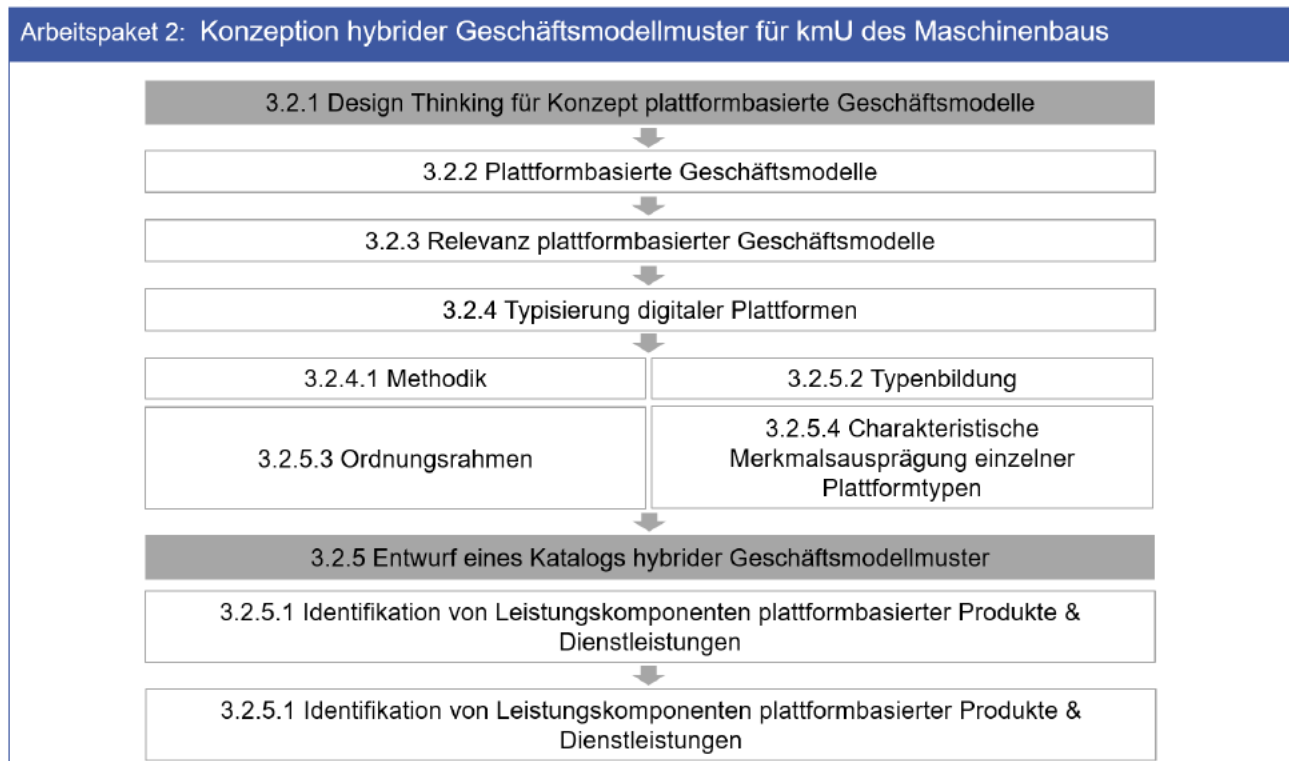 Arbeitspaket 2: Konzeption hybrider Geschäftsmodellmuster für kmU des Maschinenbaus
3.2.1 Design Thinking für Konzept plattformbasierte Geschäftsmodelle
3.2.2 Plattformbasierte Geschäftsmodelle
3.2.3 Relevanz plattformbasierter Geschäftsmodelle
3.2.4 Typisierung digitaler Plattformen
3.2.4.1 Methodik
3.2.5.2 Typenbildung
3.2.5.3 Ordnungsrahmen
3.2.5.4 Charakteristische
Merkmalsausprägung einzelner
Plattformtypen
3.2.5 Entwurf eines Katalogs hybrider Geschäftsmodellmuster
3.2.5.1 Identifikation von Leistungskomponenten plattformbasierter Produkte &
Dienstleistungen
3.2.5.1 Identifikation von Leistungskomponenten plattformbasierter Produkte &
Dienstleistungen